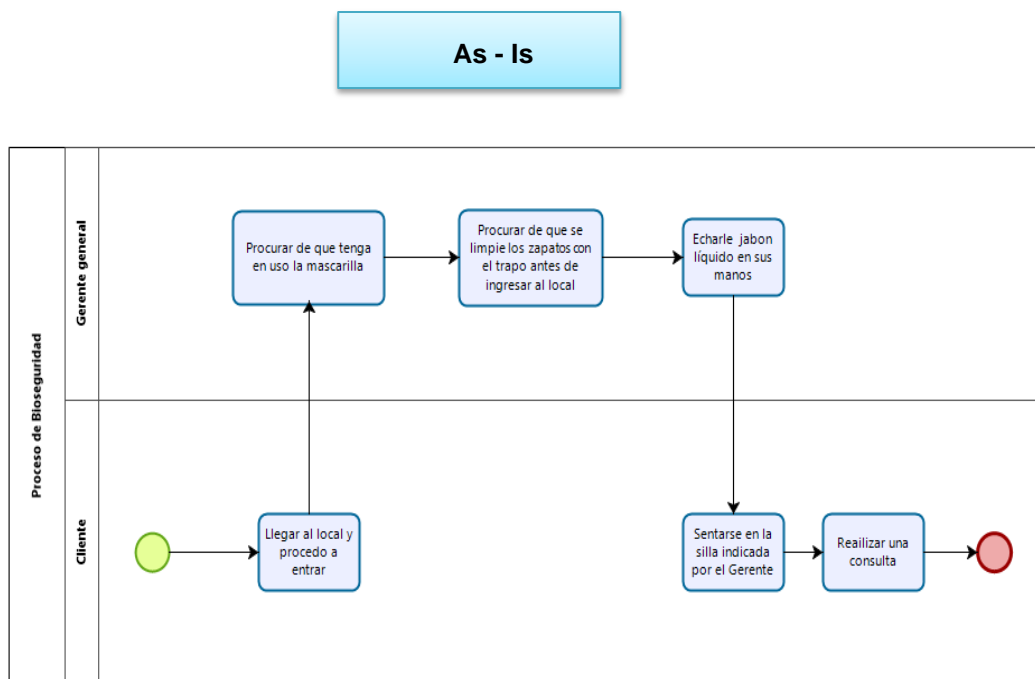 As - Is
Proceso de Bioseguridad
Gerente general
Procurar de que tenga
en uso la mascarilla
Procurar de que se
limpie los zapatos con
el trapo antes de
ingresar al local
Echarle jabon
líquido en sus
manos
Cliente
Llegar al local y
procedo a
entrar
Sentarse en la
silla indicada
por el Gerente
Reailizar una
consulta